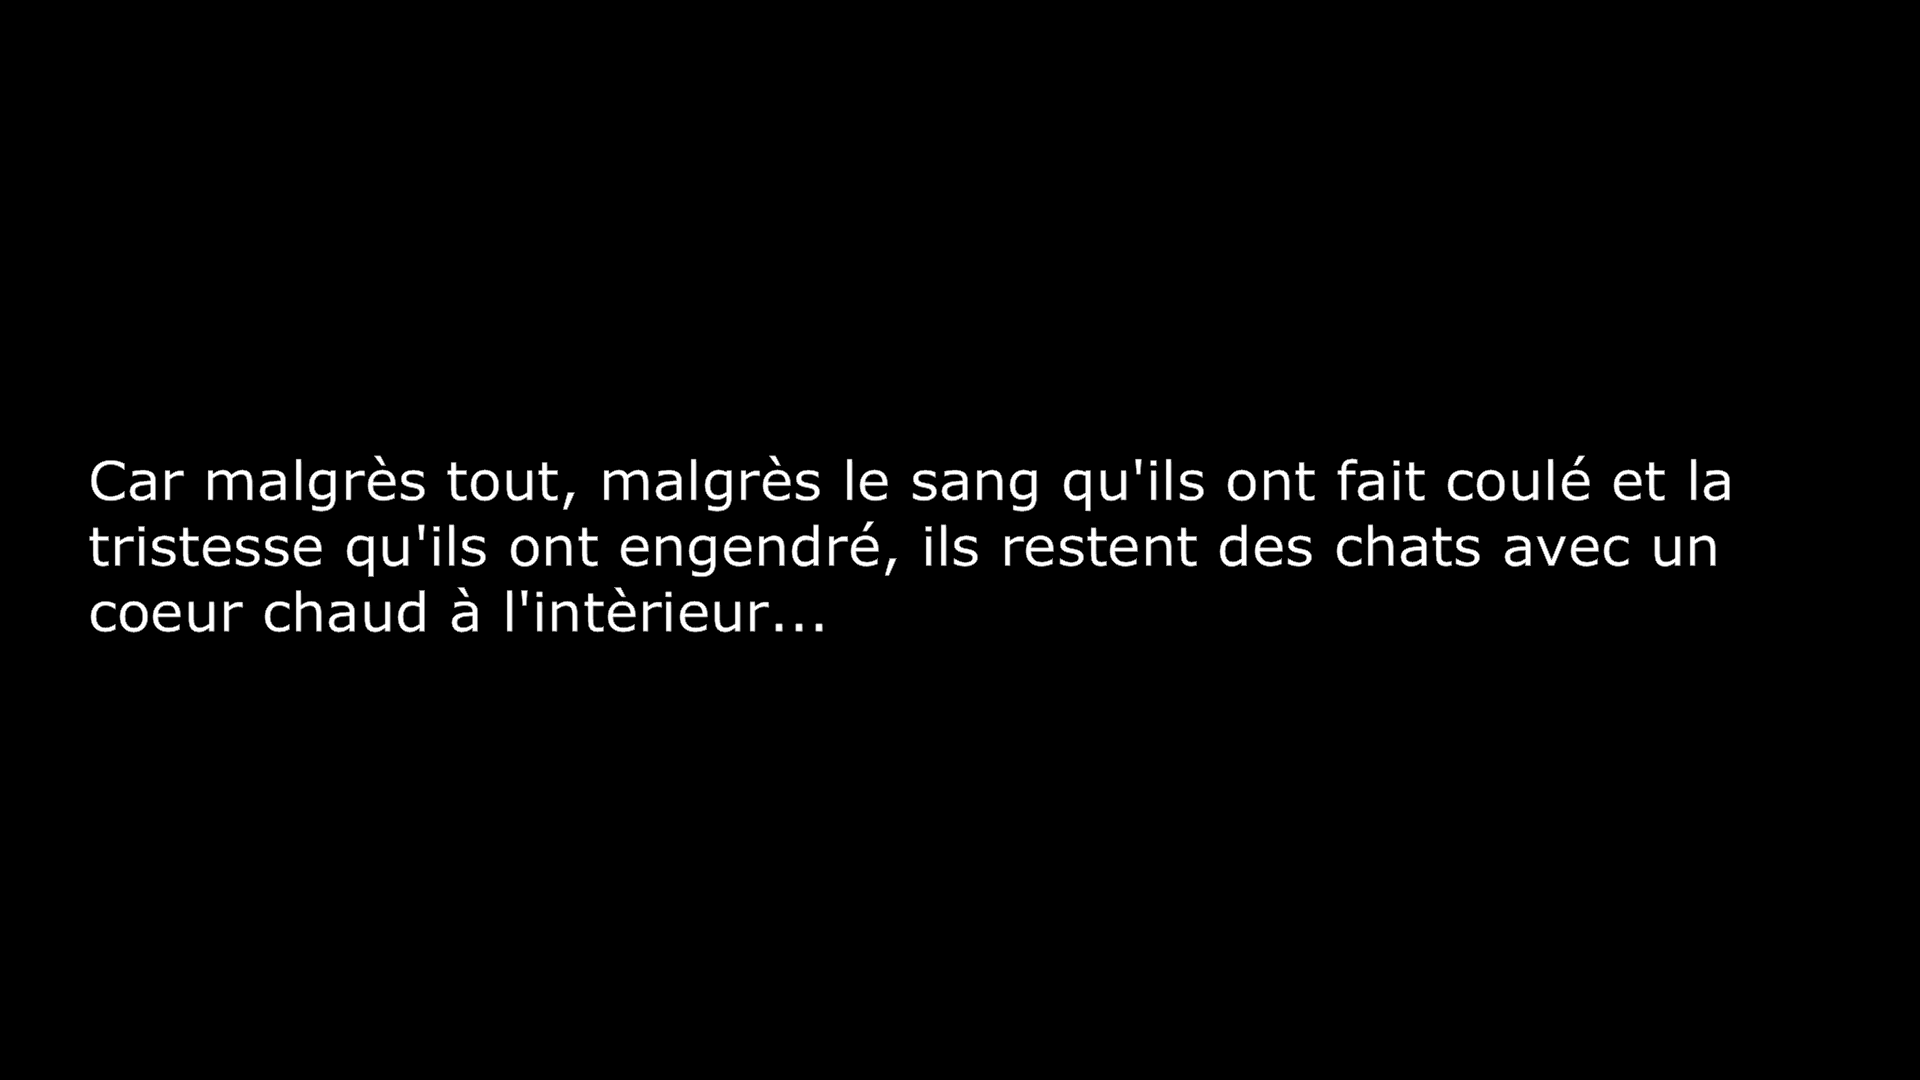 Car malgrès tout, malgrès le sang qu'ils ont fait coulé et la
tristesse qu'ils ont engendré, ils restent des chats avec un
coeur chaud à l'intèrieur...